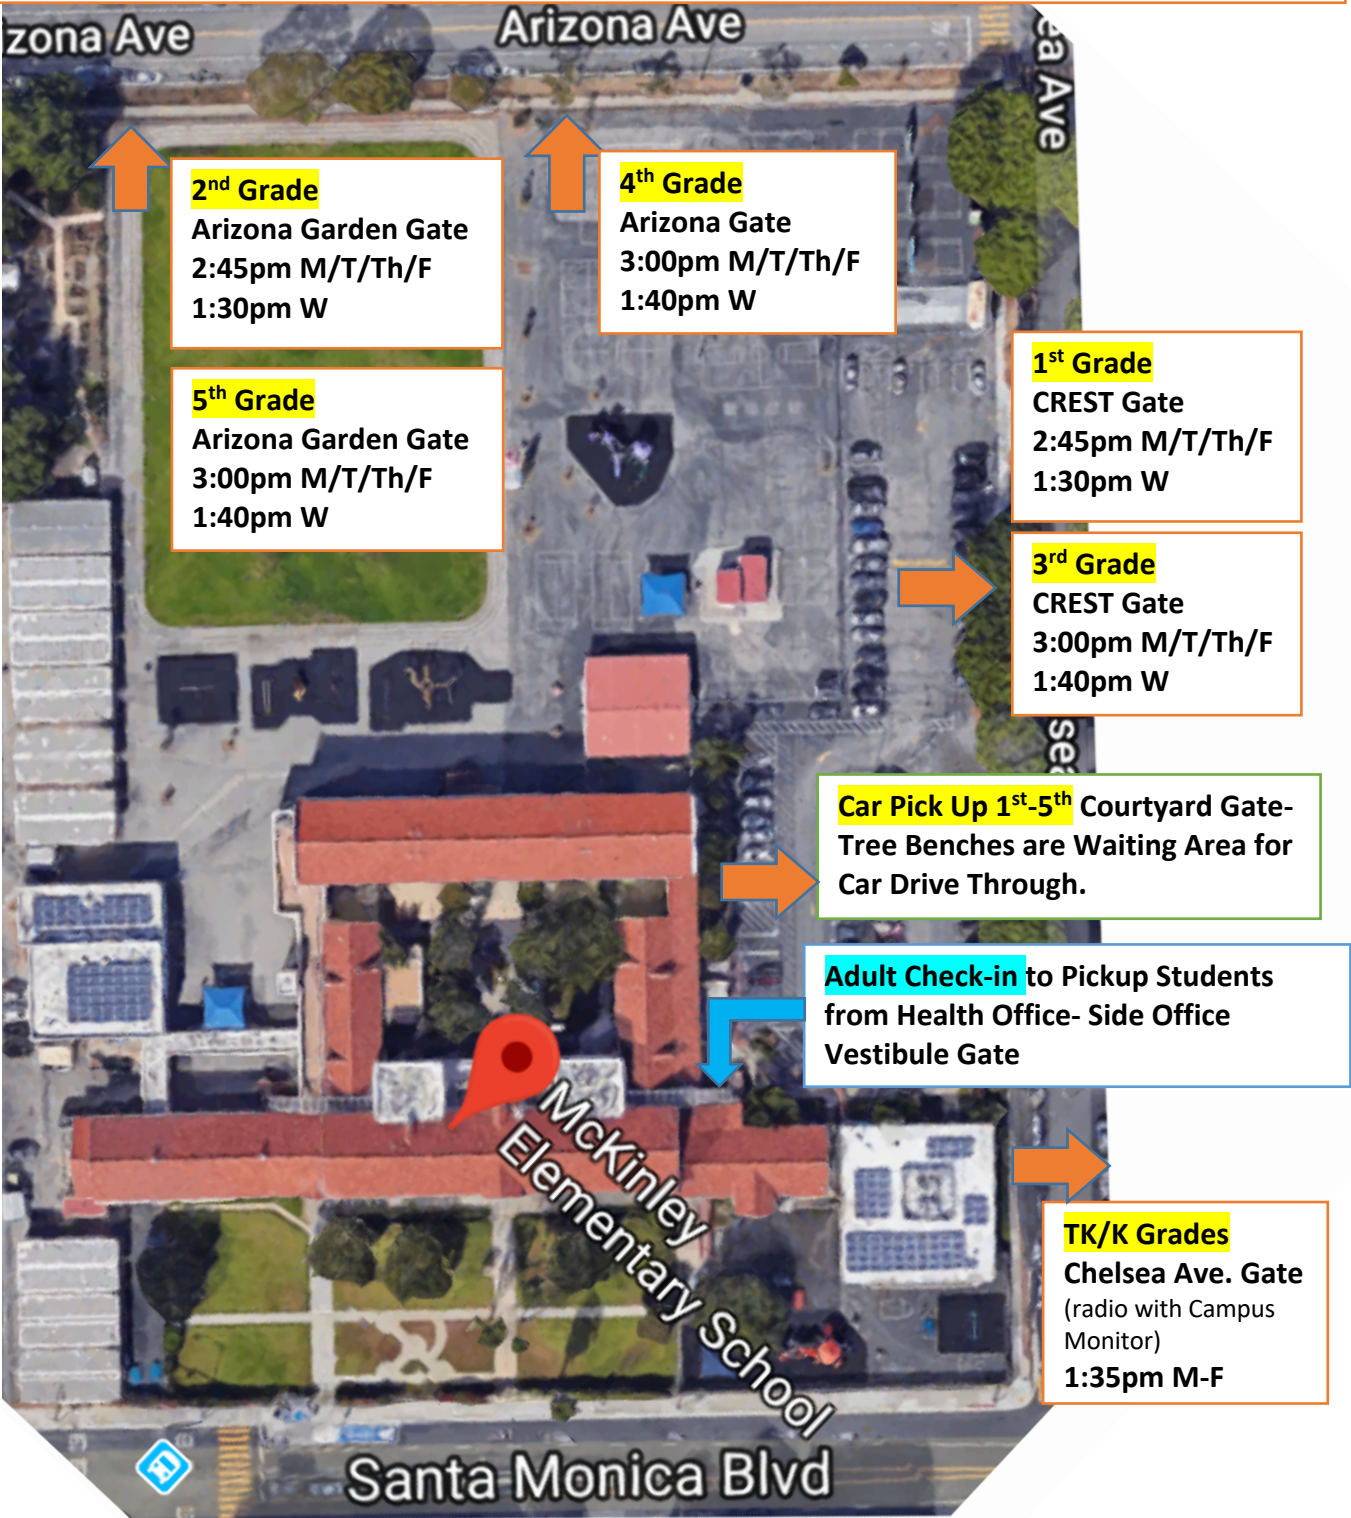 zona Ave
Arizona Ave
ea Ave
2nd Grade
Arizona Garden Gate
2:45pm M/T/Th/F
1:30pm W
4th Grade
Arizona Gate
3:00pm M/T/Th/F
1:40pm W
5th Grade
Arizona Garden Gate
3:00pm M/T/Th/F
1:40pm W
1st Grade
CREST Gate
2:45pm M/T/Th/F
1:30pm W
3rd Grade
CREST Gate
3:00pm M/T/Th/F
1:40pm W
sea
Car Pick Up 1st-5th Courtyard Gate-
Tree Benches are Waiting Area for
Car Drive Through.
Adult Check-in to Pickup Students
from Health Office- Side Office
Vestibule Gate
McKinley
Elementary School
TK/K Grades
Chelsea Ave. Gate
(radio with Campus
Monitor)
1:35pm M-F
Santa Monica Blvd